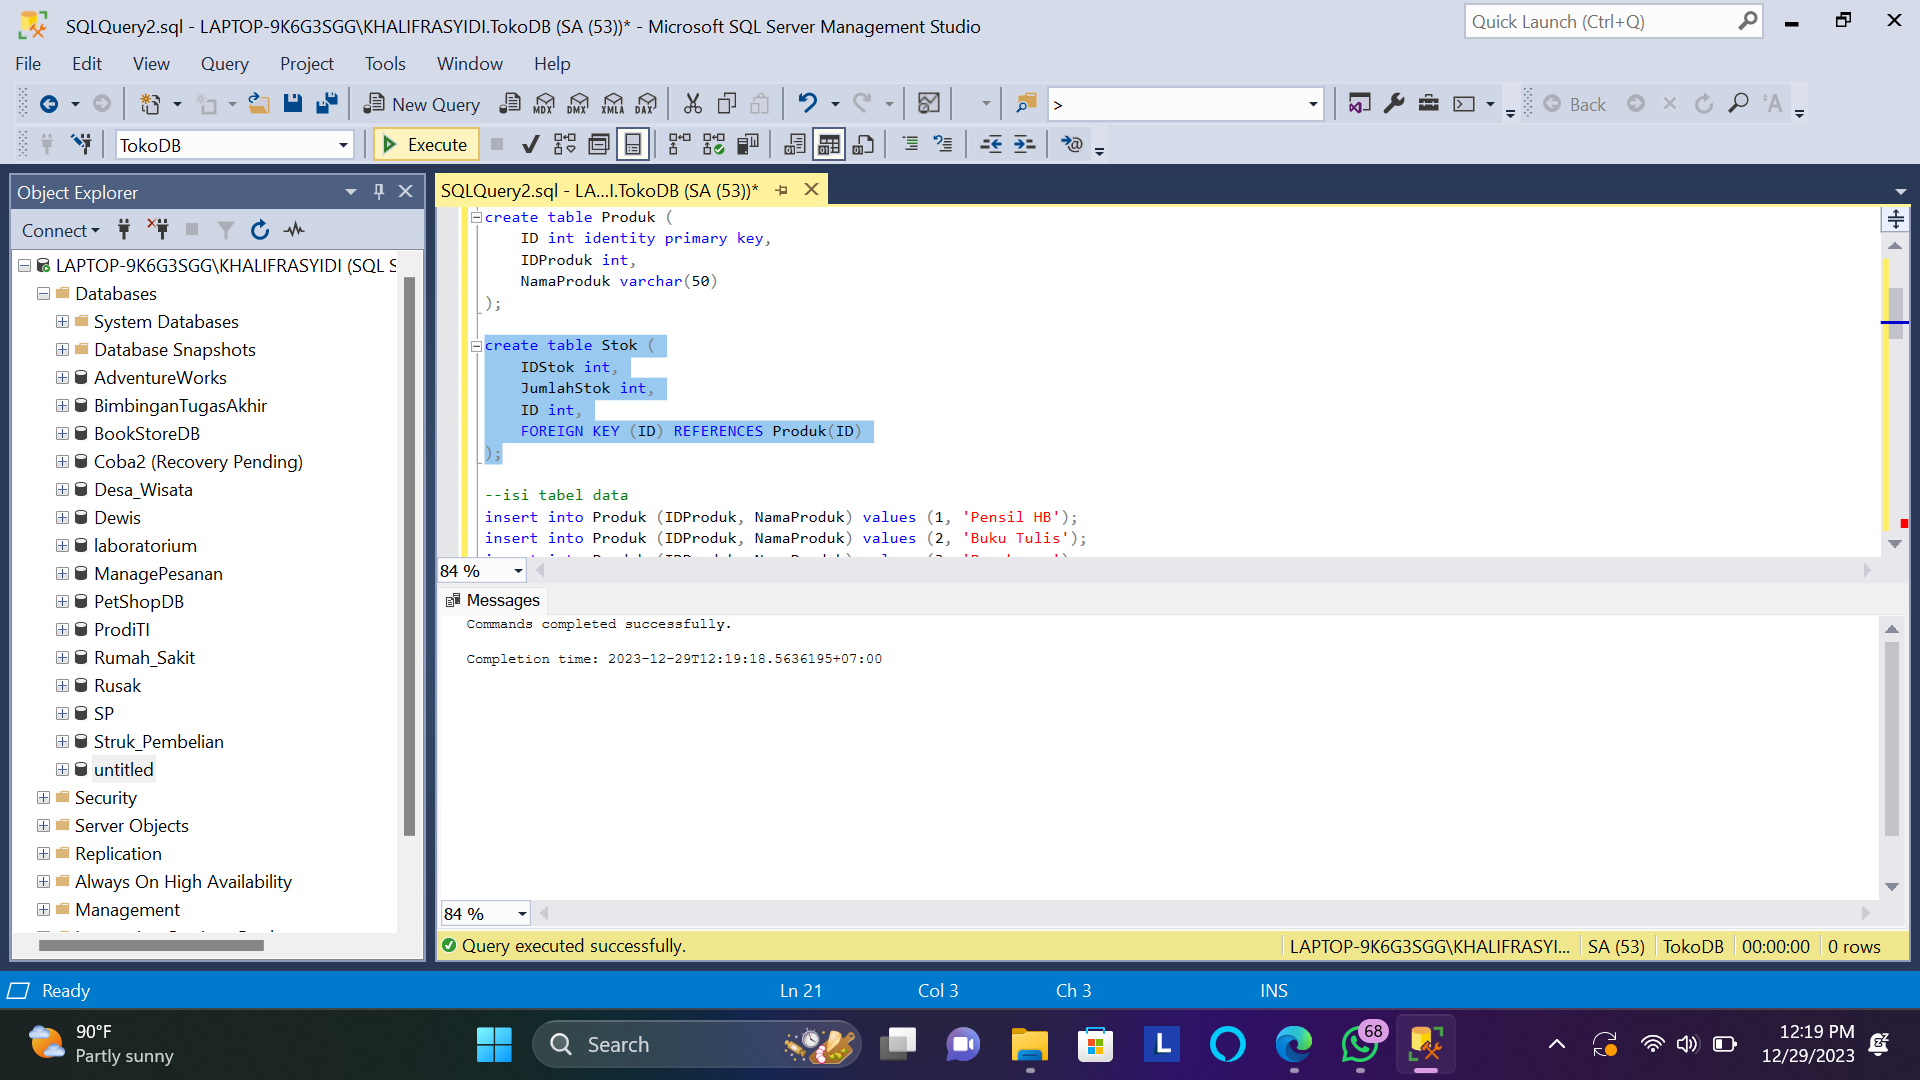 SQLQuery2.sql - LAPTOP-9K6G3SGG\KHALIFRASYIDI.TokoDB (SA (53))* - Microsoft SQL Server Management Studio
Quick Launch (Ctrl+Q)
File Edit View Query Project Tools Window Help
New Query MDX DMX XMLA DAX > Back
TokoDB Execute
Object Explorer
Connect
LAPTOP-9K6G3SGG\KHALIFRASYIDI (SQL S
Databases
System Databases
Database Snapshots
AdventureWorks
BimbinganTugasAkhir
BookStoreDB
Coba2 (Recovery Pending)
Desa_Wisata
Dewis
laboratorium
ManagePesanan
PetShopDB
ProdiTI
Rumah_Sakit
Rusak
SP
Struk_Pembelian
untitled
Security
Server Objects
Replication
Always On High Availability
Management
SQLQuery2.sql - LA...I.TokoDB (SA (53))*
create table Produk (
ID int identity primary key,
IDProduk int,
NamaProduk varchar(50)
);
create table Stok (
IDStok int,
JumlahStok int,
ID int,
FOREIGN KEY (ID) REFERENCES Produk(ID)
);
--isi tabel data
insert into Produk (IDProduk, NamaProduk) values (1, 'Pensil HB');
insert into Produk (IDProduk, NamaProduk) values (2, 'Buku Tulis');
84 %
Messages
Commands completed successfully.
Completion time: 2023-12-29T12:19:18.5636195+07:00
84 %
Query executed successfully. LAPTOP-9K6G3SGG\KHALIFRASYI... SA (53) TokoDB 00:00:00 0 rows
Ready Ln 21 Col 3 Ch 3 INS
90°F
Partly sunny
Search
L
68
12:19 PM
12/29/2023